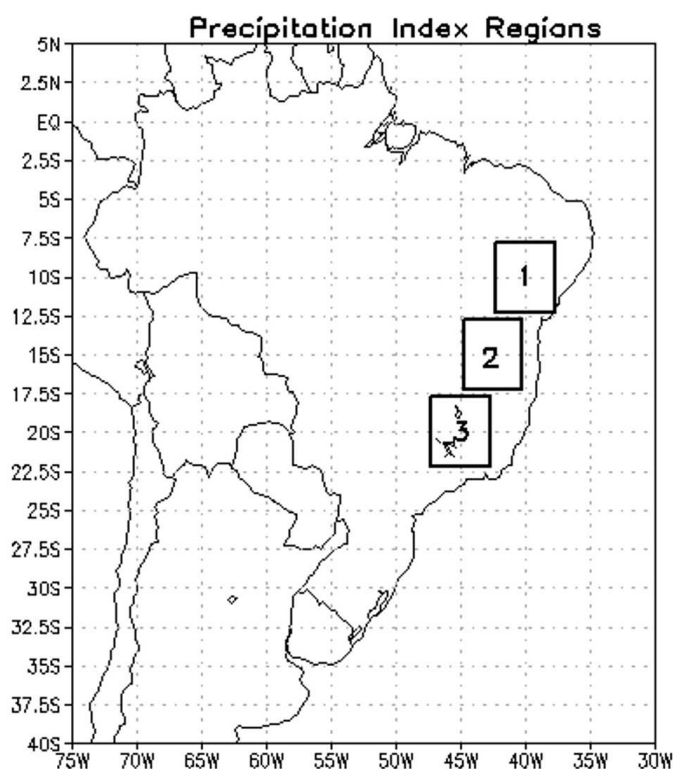 Precipitation Index Regions
5N
2.5N
EQ
2.5S
5S
7.5S
10S
12.5S
15S
17.5S
20S
22.5S
25S
27.5S
30S
32.5S
35S
37.5S
40S
1
2
3
75W 70W 65W 60W 55W 50W 45W 40W 35W 30W